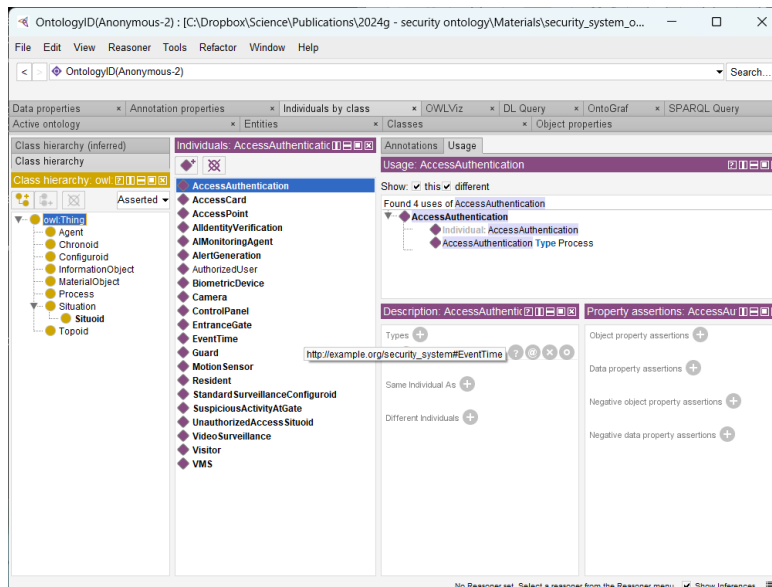 OntologyID(Anonymous-2) : [C:\Dropbox\Science\Publications\2024g - security ontology\Materials\security_system_o...
File Edit View Reasoner Tools Refactor Window Help
< > OntologyID(Anonymous-2) Search...
Data properties × Annotation properties × Individuals by class × OWLViz × DL Query × OntoGraf × SPARQL Query
Active ontology × Entities × Classes × Object properties
Class hierarchy (inferred)
Class hierarchy
Class hierarchy: owl:
Asserted
owl:Thing
Agent
Chronoid
Configuroid
InformationObject
MaterialObject
Process
Situation
Situoid
Topoid
Individuals: AccessAuthenticatic
AccessAuthentication
AccessCard
AccessPoint
AIIdentityVerification
AIMonitoringAgent
AlertGeneration
AuthorizedUser
BiometricDevice
Camera
ControlPanel
EntranceGate
EventTime
Guard
MotionSensor
Resident
StandardSurveillanceConfiguroid
SuspiciousActivityAtGate
UnauthorizedAccessSituoid
VideoSurveillance
Visitor
VMS
Annotations Usage
Usage: AccessAuthentication
Show: this different
Found 4 uses of AccessAuthentication
AccessAuthentication
Individual: AccessAuthentication
AccessAuthentication Type Process
Description: AccessAuthentic
Types
http://example.org/security_system#EventTime
Same Individual As
Different Individuals
Property assertions: AccessAu
Object property assertions
Data property assertions
Negative object property assertions
Negative data property assertions
No Reasoner set. Select a reasoner from the Reasoner menu Show Inferences